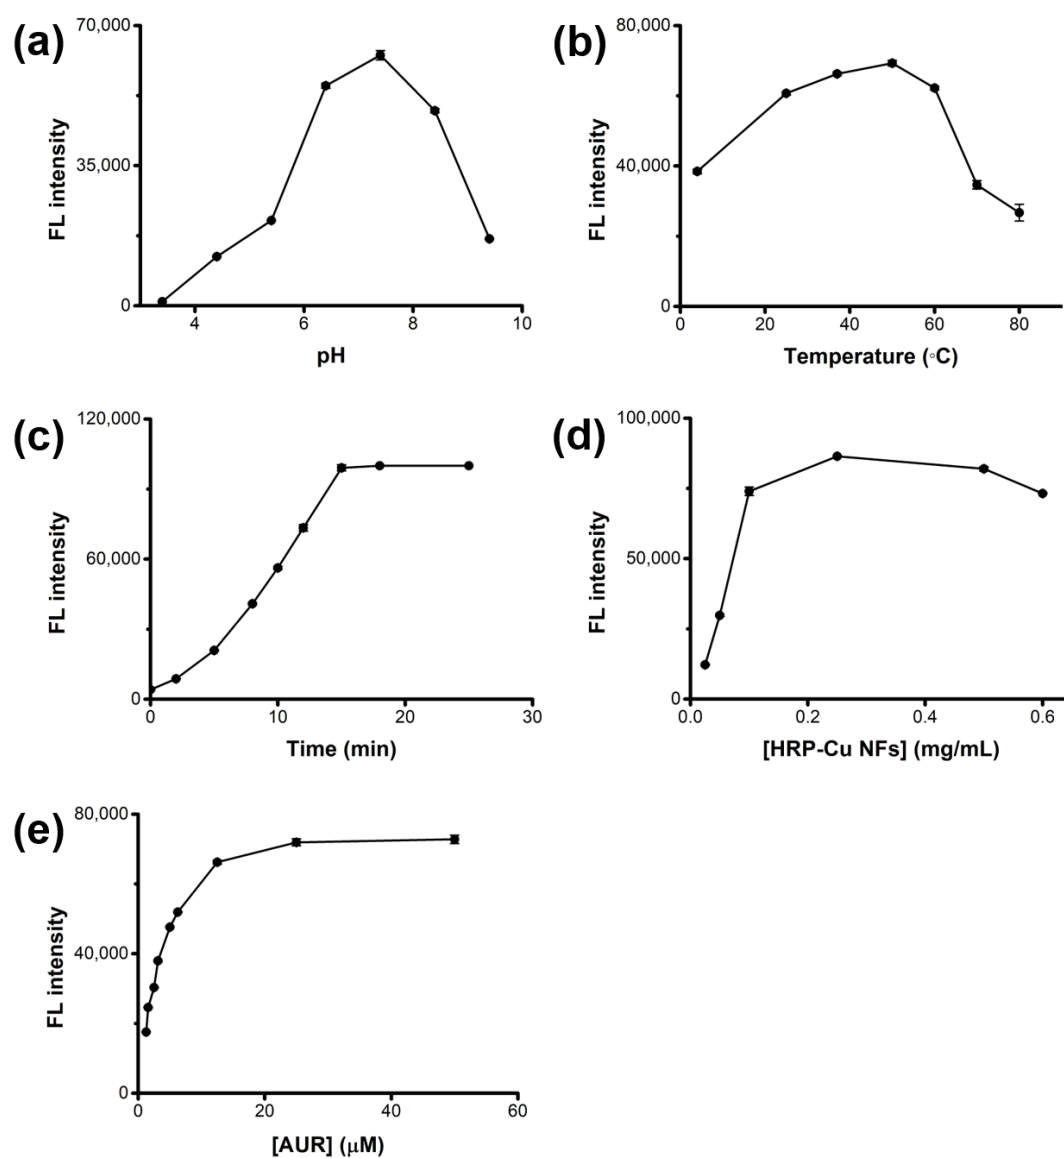 (a)
70,000
35,000
0
FL intensity
4 6 8 10
pH
(b)
80,000
40,000
0
FL intensity
0 20 40 60 80
Temperature (◦C)
(c)
120,000
60,000
0
FL intensity
0 10 20 30
Time (min)
(d)
100,000
50,000
0
FL intensity
0.0 0.2 0.4 0.6
[HRP-Cu NFs] (mg/mL)
(e)
80,000
40,000
0
FL intensity
0 20 40 60
[AUR] (μM)